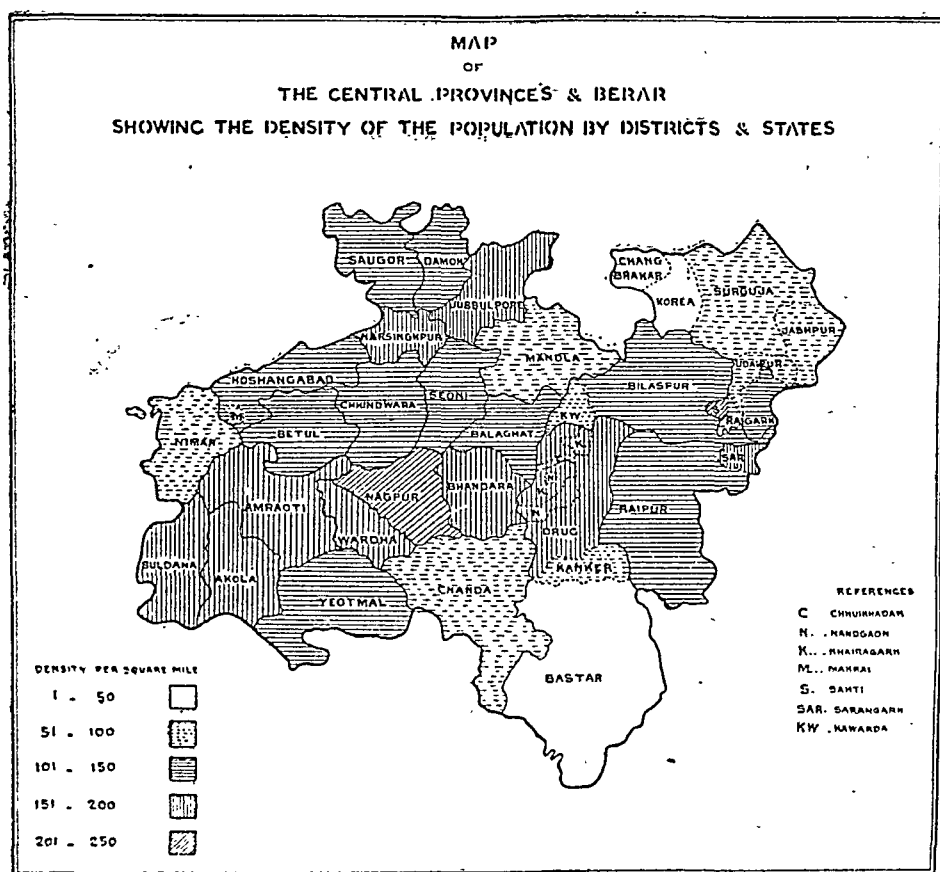 MAP
OF
THE CENTRAL PROVINCES & BERAR
SHOWING THE DENSITY OF THE POPULATION BY DISTRICTS & STATES
SAUGOR
DAMOH
JUBBULPORE
CHANG
BHAKAR
KOREA
SURGUJA
JASHPUR
NARSINGHPUR
MANDLA
UDAIPUR
HOSHANGABAD
CHHINDWARA
SEONI
BILASPUR
RAIGARH
M.
KW
NIMAR
BETUL
BALAGHAT
K.
S.
SAR
AMRAOTI
NAGPUR
BHANDARA
N.
K.
N.
RAIPUR
WARDHA
DRUG
BULDANA
AKOLA
KANKER
YEOTMAL
CHANDA
BASTAR
REFERENCES
C CHHUIKHADAN
N. . NANDGAON
K. . . KHAIRAGARH
M. . . MAKRAI
S. SAKTI
SAR. SARANGARH
KW . KAWARDA
DENSITY PER SQUARE MILE
1 - 50
51 - 100
101 - 150
151 - 200
201 - 250